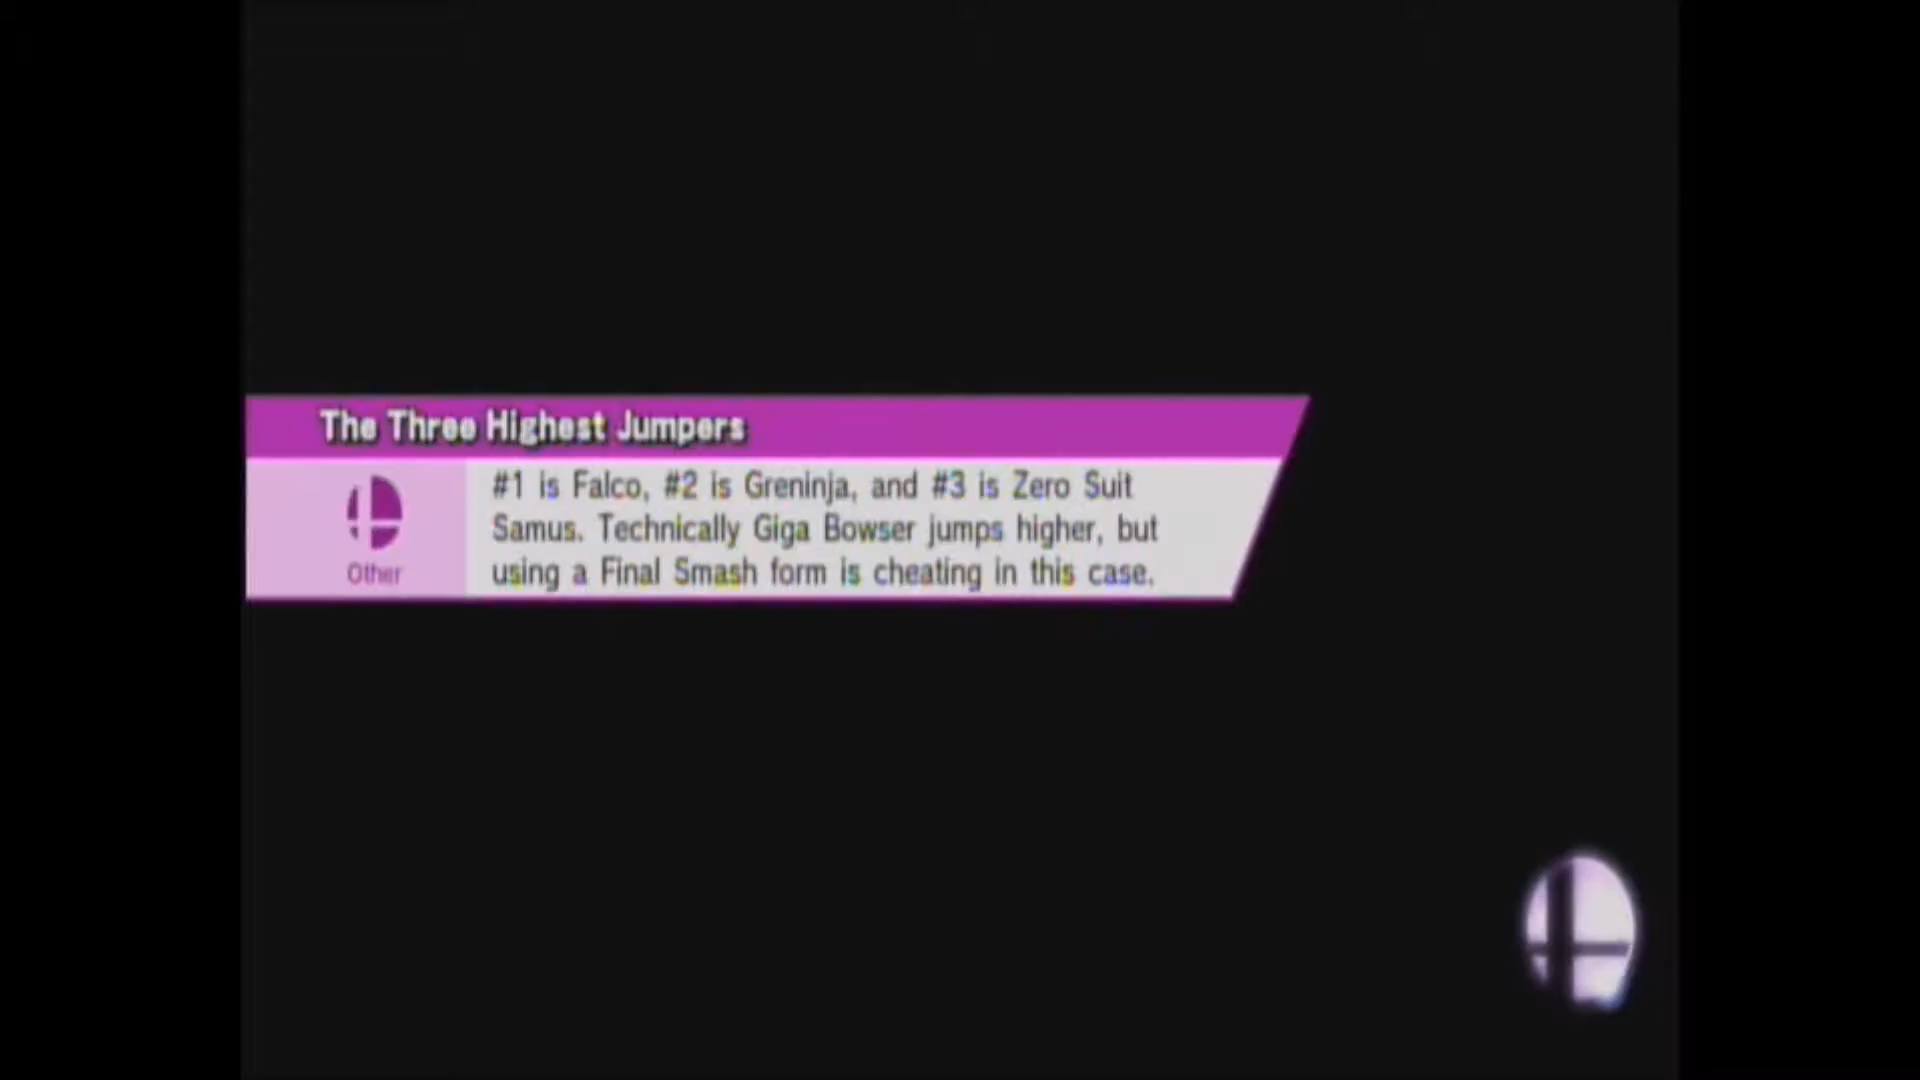 The Three Highest Jumpers
#1 is Falco, #2 is Greninja, and #3 is Zero Suit
Samus. Technically Giga Bowser jumps higher, but
using a Final Smash form is cheating in this case.
Other